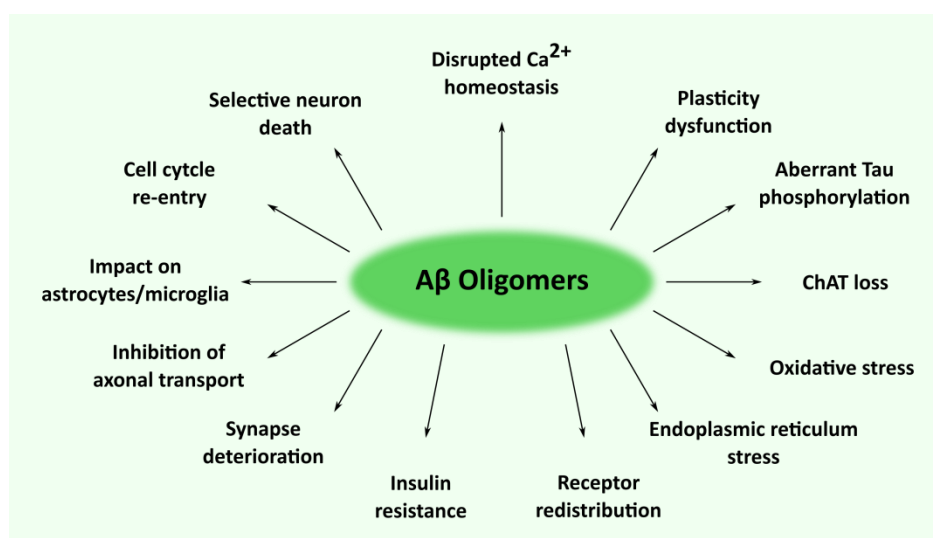 Disrupted Ca2+
homeostasis
Plasticity
dysfunction
Selective neuron
death
Aberrant Tau
phosphorylation
Cell cytcle
re-entry
Aβ Oligomers
Impact on
astrocytes/microglia
ChAT loss
Inhibition of
axonal transport
Oxidative stress
Synapse
deterioration
Endoplasmic reticulum
stress
Insulin
resistance
Receptor
redistribution